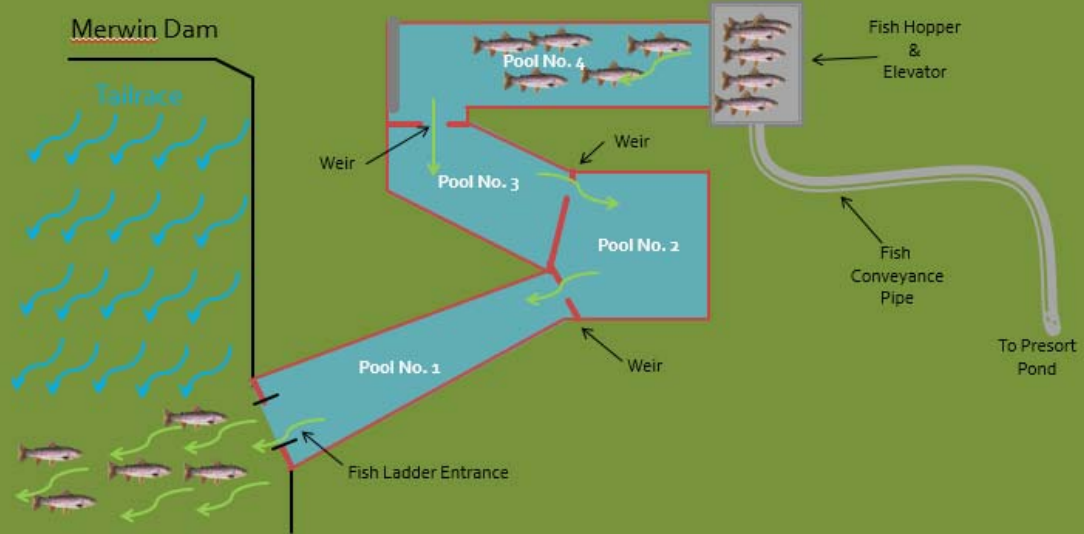 Merwin Dam
Tailrace
Pool No. 4
Fish Hopper
&
Elevator
Weir
Weir
Pool No. 3
Pool No. 2
Fish
Conveyance
Pipe
To Presort
Pond
Weir
Pool No. 1
Fish Ladder Entrance